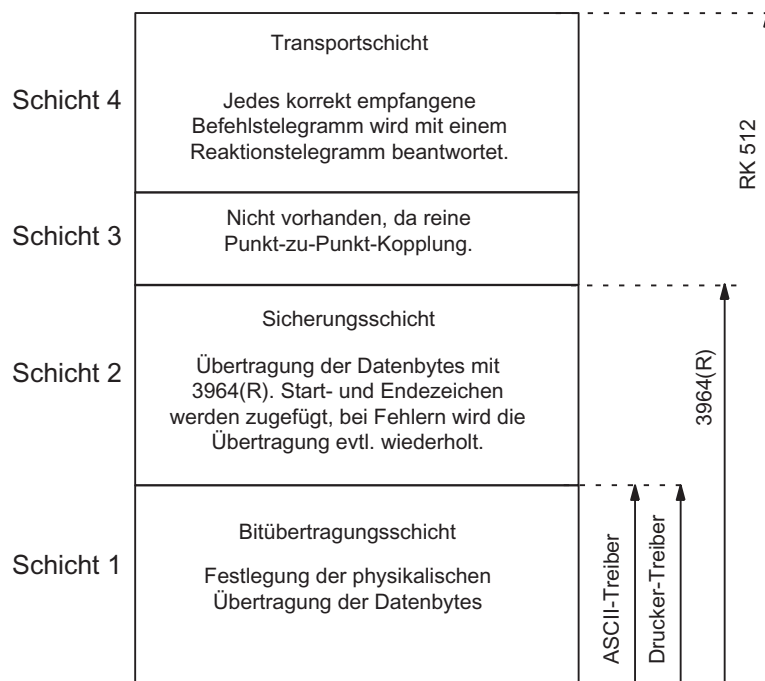 Transportschicht
Schicht 4
Jedes korrekt empfangene
Befehlstelegramm wird mit einem
Reaktionstelegramm beantwortet.
RK 512
Schicht 3
Nicht vorhanden, da reine
Punkt-zu-Punkt-Kopplung.
Sicherungsschicht
Schicht 2
Übertragung der Datenbytes mit
3964(R). Start- und Endezeichen
werden zugefügt, bei Fehlern wird die
Übertragung evtl. wiederholt.
3964(R)
Bitübertragungsschicht
Schicht 1
Festlegung der physikalischen
Übertragung der Datenbytes
ASCII-Treiber
Drucker-Treiber